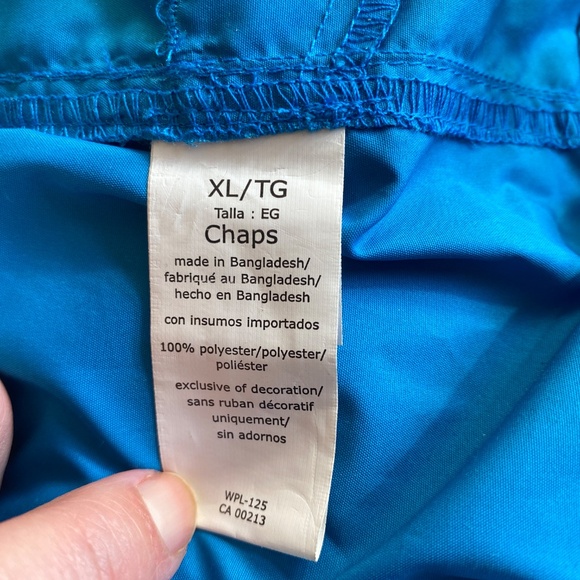 XL/TG
Talla : EG
Chaps
made in Bangladesh/
fabriqué au Bangladesh/
hecho en Bangladesh
con insumos importados
100% polyester/polyester/
poliéster
exclusive of decoration/
sans ruban décoratif
uniquement/
sin adornos
WPL-125
CA 00213